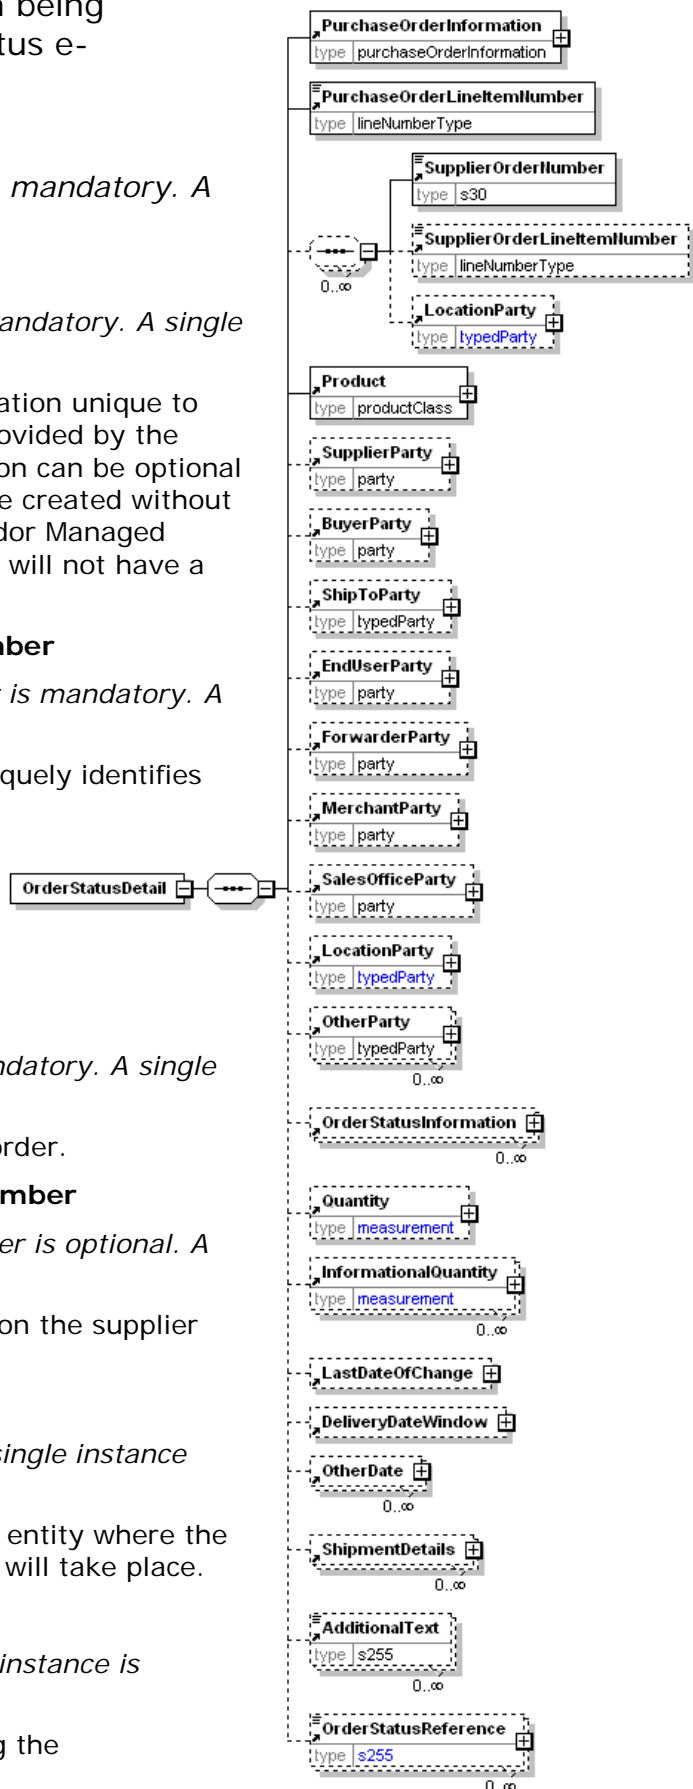 n being
tus e-
mandatory. A
andatory. A single
ation unique to
rovided by the
on can be optional
e created without
dor Managed
will not have a
nber
r is mandatory. A
quely identifies
ndatory. A single
order.
umber
er is optional. A
on the supplier
single instance
entity where the
will take place.
instance is
g the
PurchaseOrderInformation
type purchaseOrderInformation
PurchaseOrderLineItemNumber
type lineNumberType
SupplierOrderNumber
type s30
SupplierOrderLineItemNumber
type lineNumberType
0..∞
LocationParty
type typedParty
Product
type productClass
SupplierParty
type party
BuyerParty
type party
ShipToParty
type typedParty
EndUserParty
type party
ForwarderParty
type party
MerchantParty
type party
OrderStatusDetail
SalesOfficeParty
type party
LocationParty
type typedParty
OtherParty
type typedParty
0..∞
OrderStatusInformation
0..∞
Quantity
type measurement
InformationalQuantity
type measurement
0..∞
LastDateOfChange
DeliveryDateWindow
OtherDate
0..∞
ShipmentDetails
0..∞
AdditionalText
type s255
0..∞
OrderStatusReference
type s255
0..∞